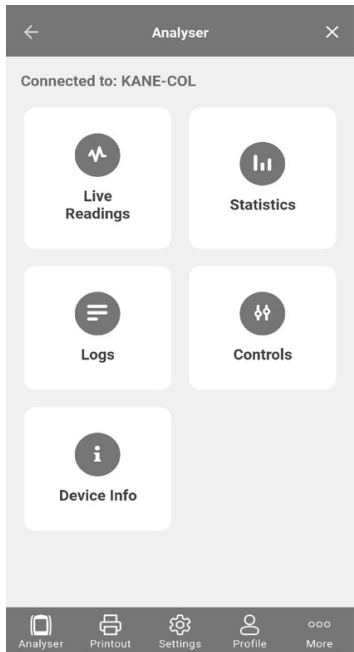 Analyser
Connected to: KANE-COL
Live
Readings
Statistics
Logs
Controls
Device Info
Analyser Printout Settings Profile More